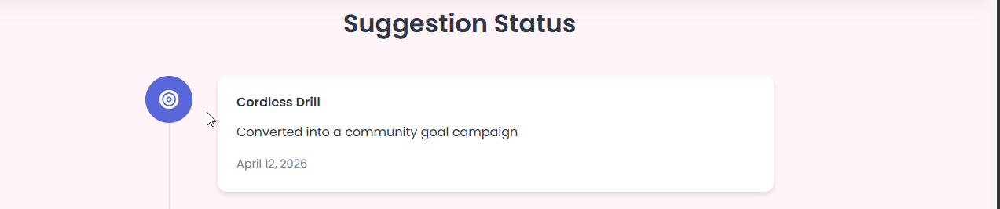 Suggestion Status
Cordless Drill
Converted into a community goal campaign
April 12, 2026